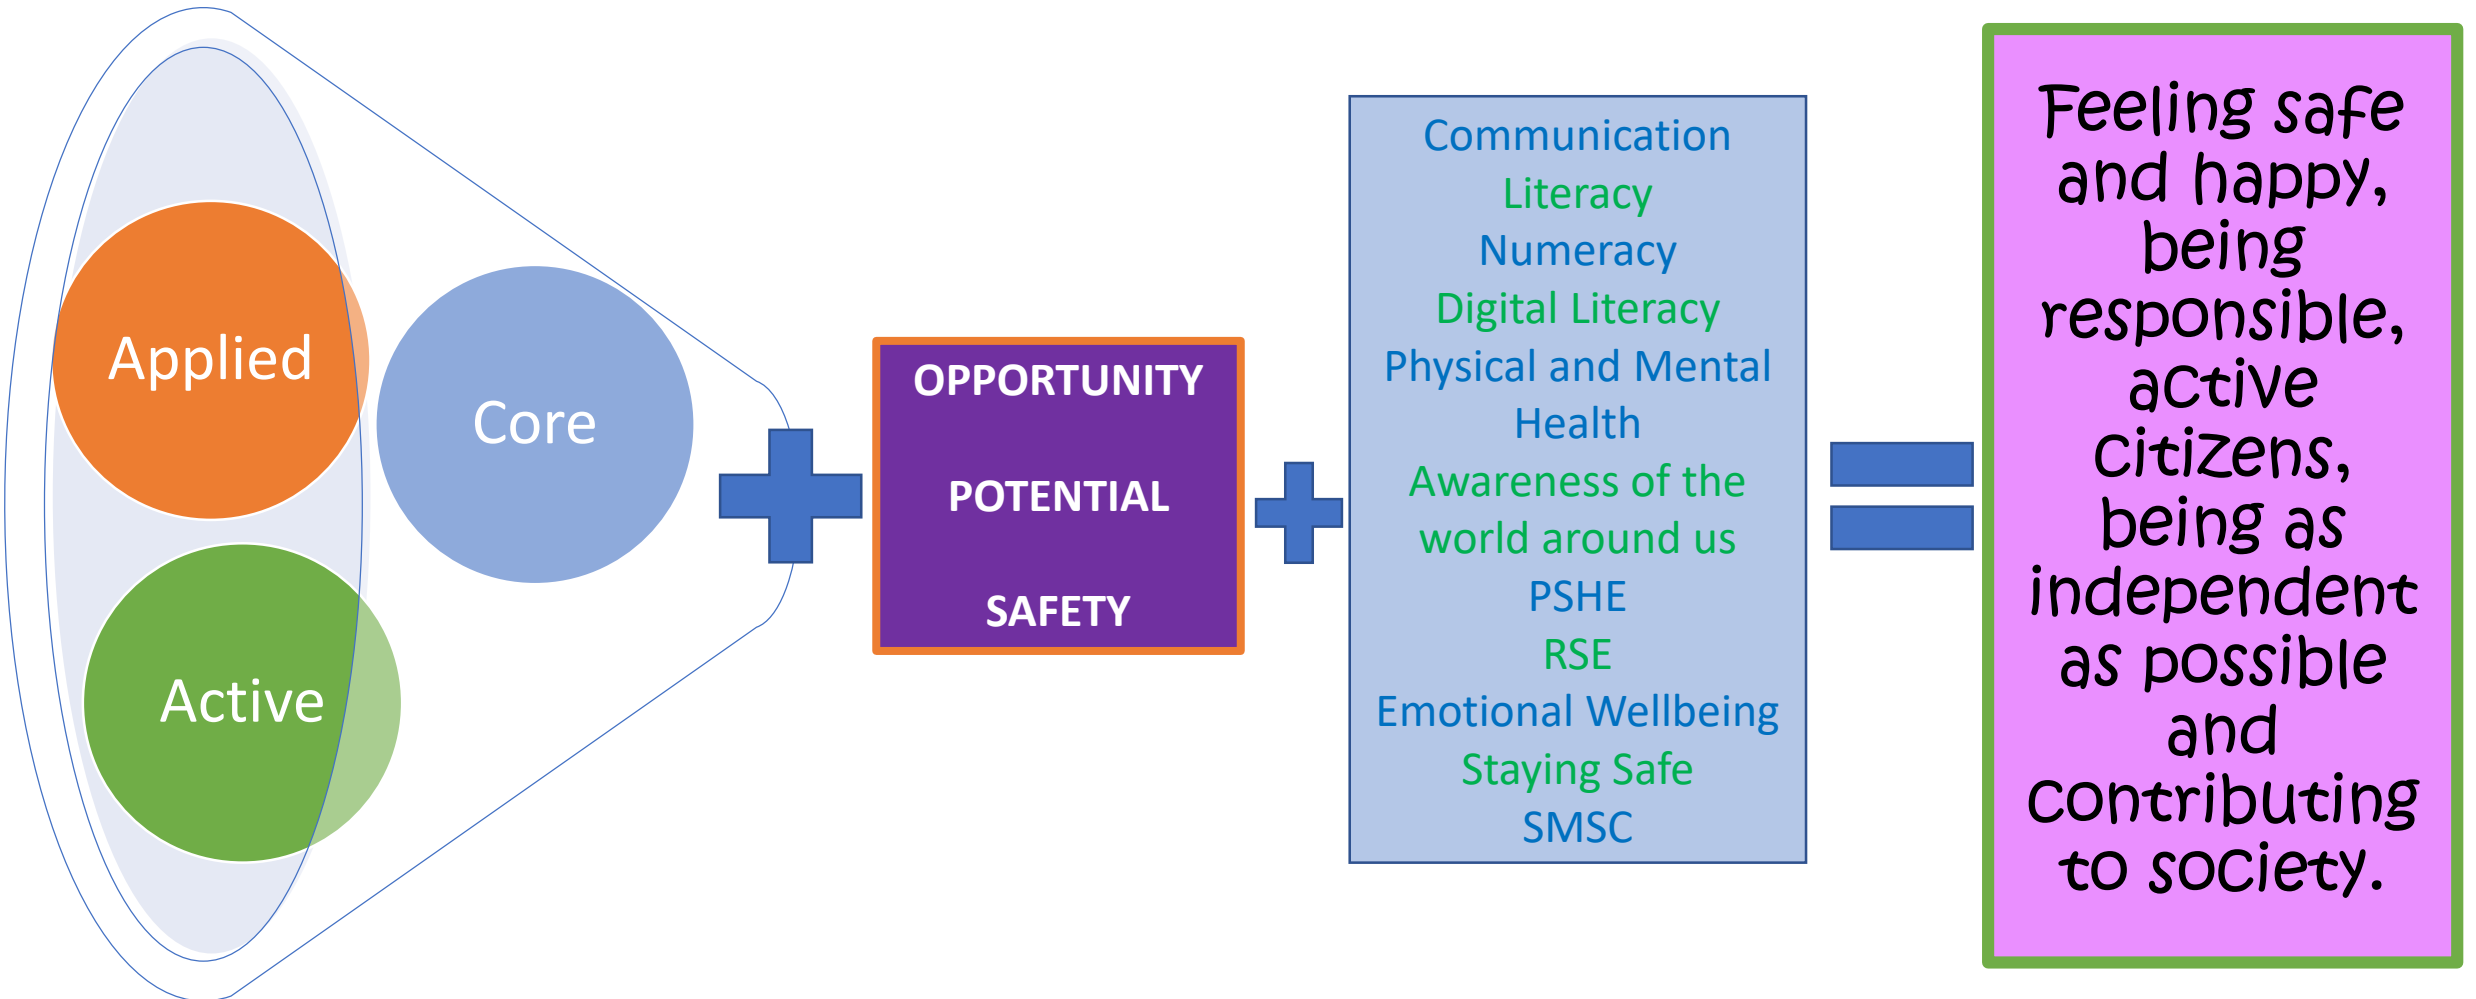 Applied
Core
Active
OPPORTUNITY
POTENTIAL
SAFETY
Communication
Literacy
Numeracy
Digital Literacy
Physical and Mental
Health
Awareness of the
world around us
PSHE
RSE
Emotional Wellbeing
Staying Safe
SMSC
Feeling safe
and happy,
being
responsible,
active
citizens,
being as
independent
as possible
and
contributing
to society.